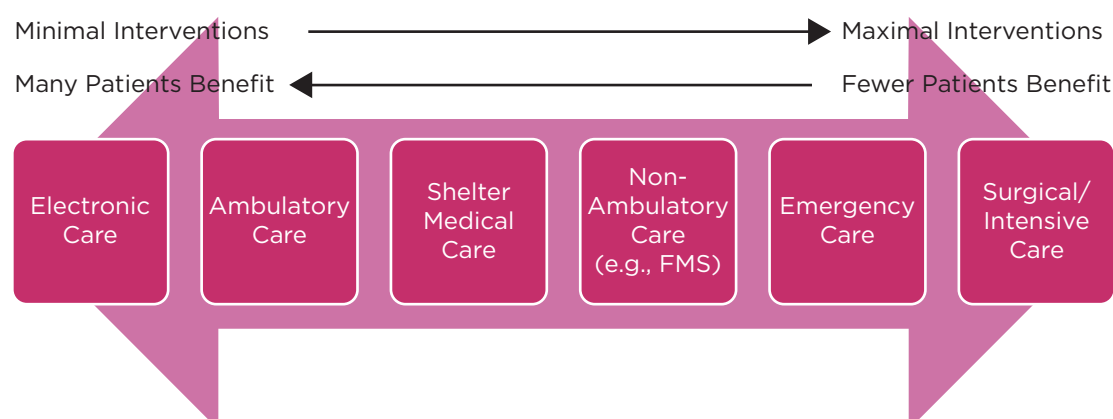 Minimal Interventions
Maximal Interventions
Many Patients Benefit
Fewer Patients Benefit
Electronic
Care
Ambulatory
Care
Shelter
Medical
Care
Non-
Ambulatory
Care
(e.g., FMS)
Emergency
Care
Surgical/
Intensive
Care